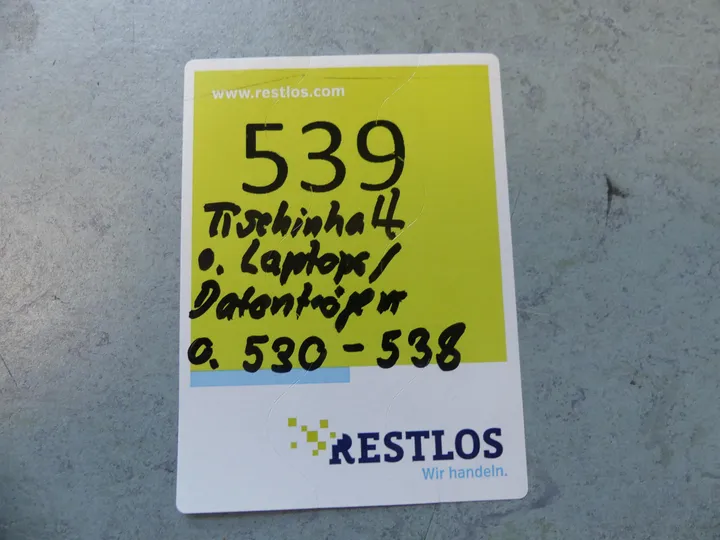 www.restlos.com
539
Tischinhalt
o. Laptops/
Datenträger
o. 530 - 538
RESTLOS
Wir handeln.